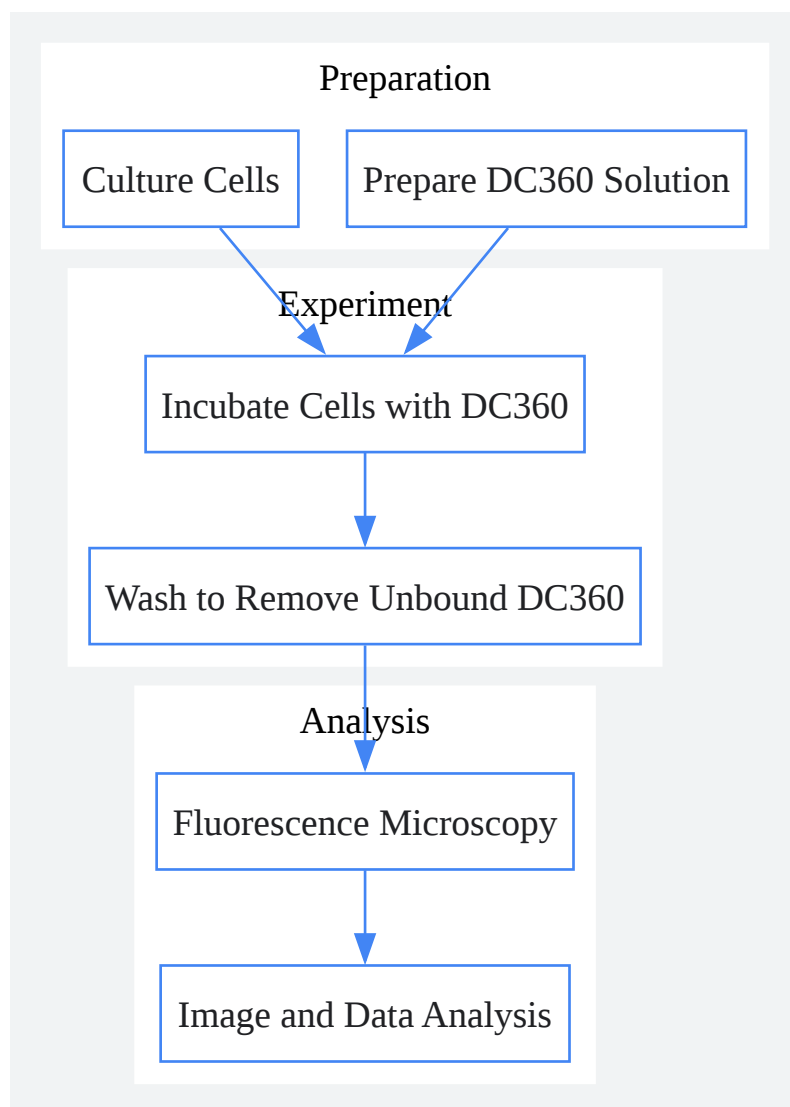 Preparation
Culture Cells
Prepare DC360 Solution
Experiment
Incubate Cells with DC360
Wash to Remove Unbound DC360
Analysis
Fluorescence Microscopy
Image and Data Analysis